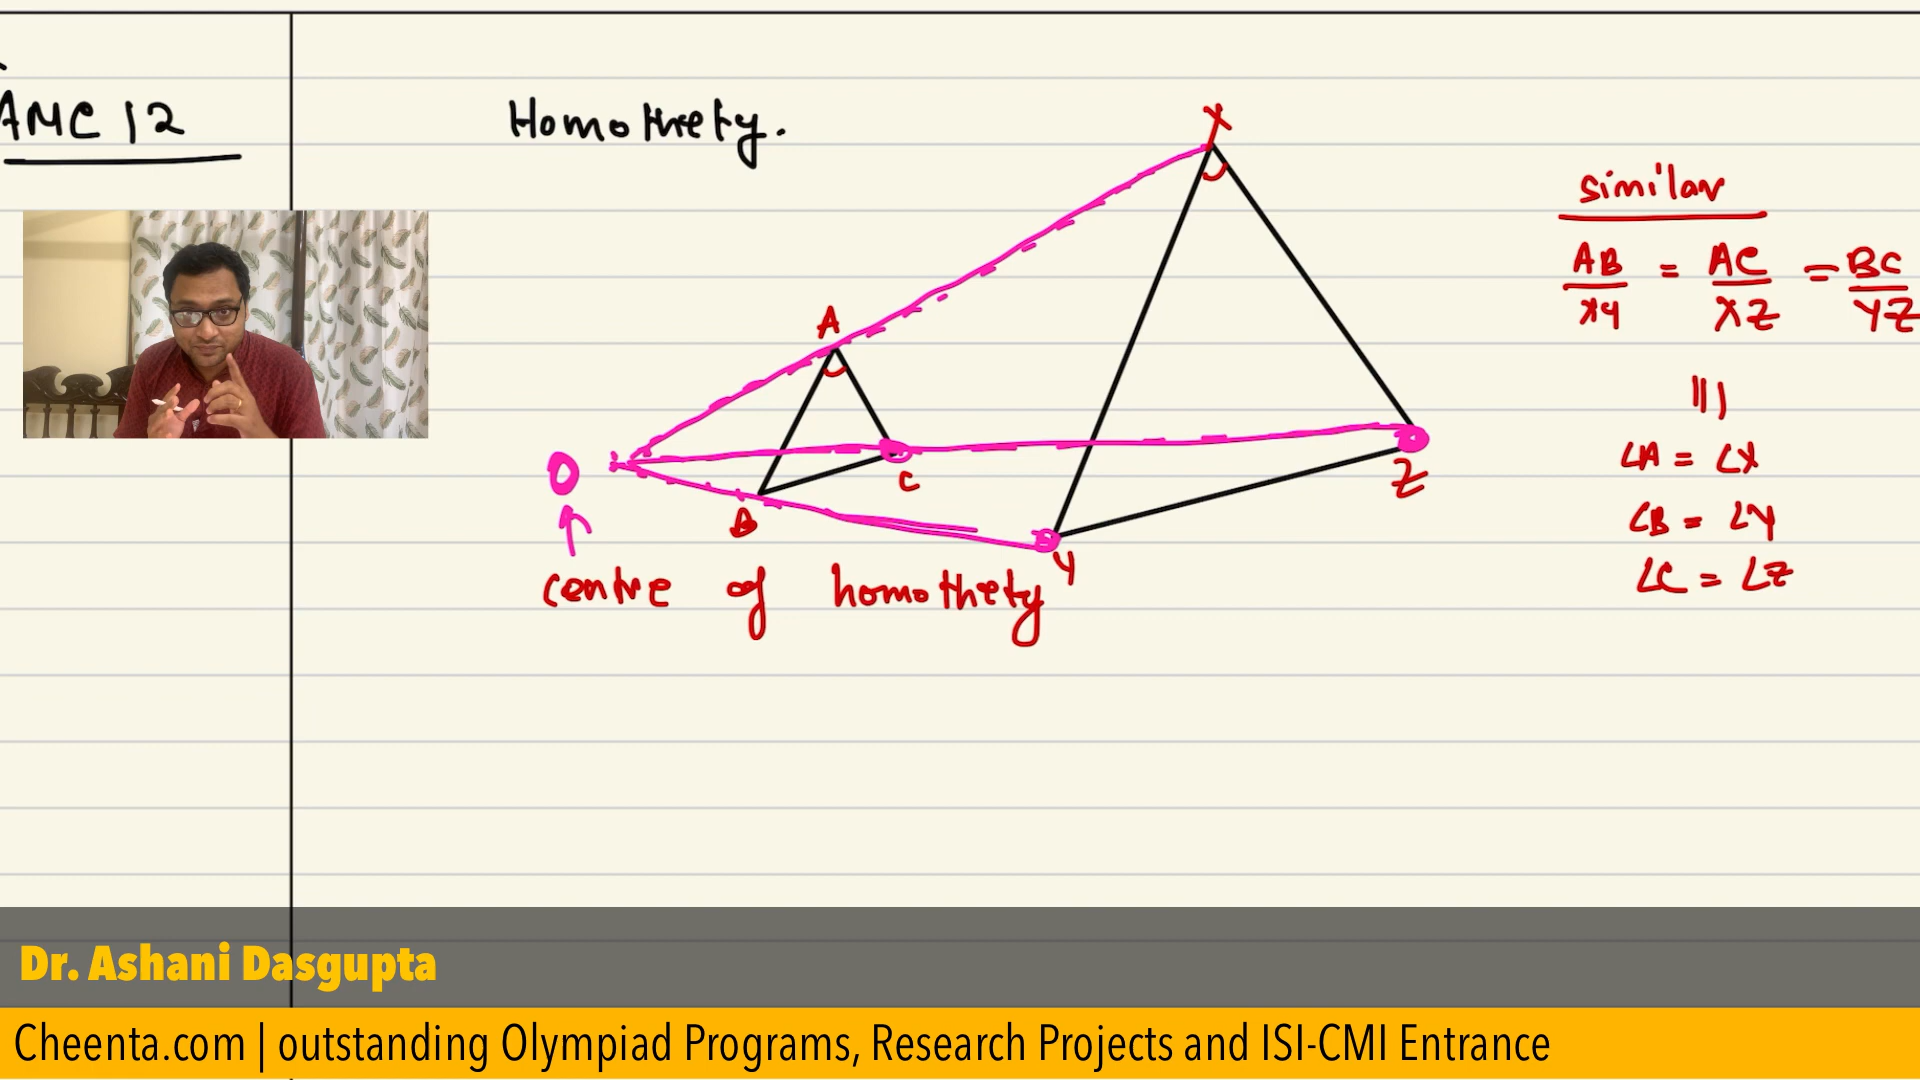 AMC 12
Homothety.
X
A
O
B
C
Y
Z
centre of homothety
similar
AB/XY = AC/XZ = BC/YZ
|||
∠A = ∠X
∠B = ∠Y
∠C = ∠Z
Dr. Ashani Dasgupta
Cheenta.com | outstanding Olympiad Programs, Research Projects and ISI-CMI Entrance